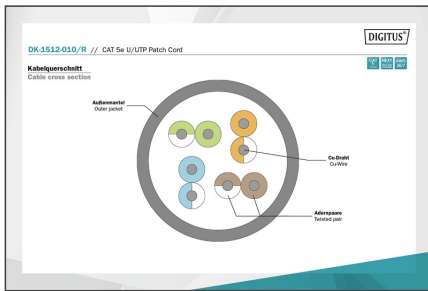 DIGITUS®
DK-1512-010/R // CAT 5e U/UTP Patch Cord
Kabelquerschnitt
Cable cross section
Außenmantel
Outer jacket
Cu-Draht
Cu-Wire
Adernpaare
Twisted pair